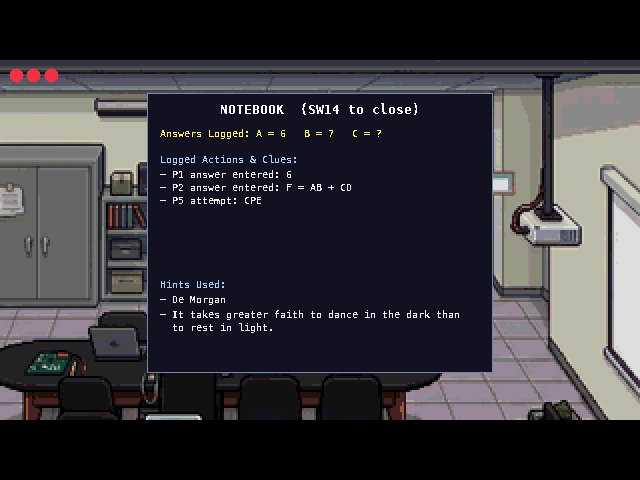 NOTEBOOK (SW14 to close)
Answers Logged: A = 6 B = 7 C = ?
Logged Actions & Clues:
– P1 answer entered: 6
– P2 answer entered: F = AB + CD
– P5 attempt: CPE
Hints Used:
– De Morgan
– It takes greater faith to dance in the dark than
to rest in light.